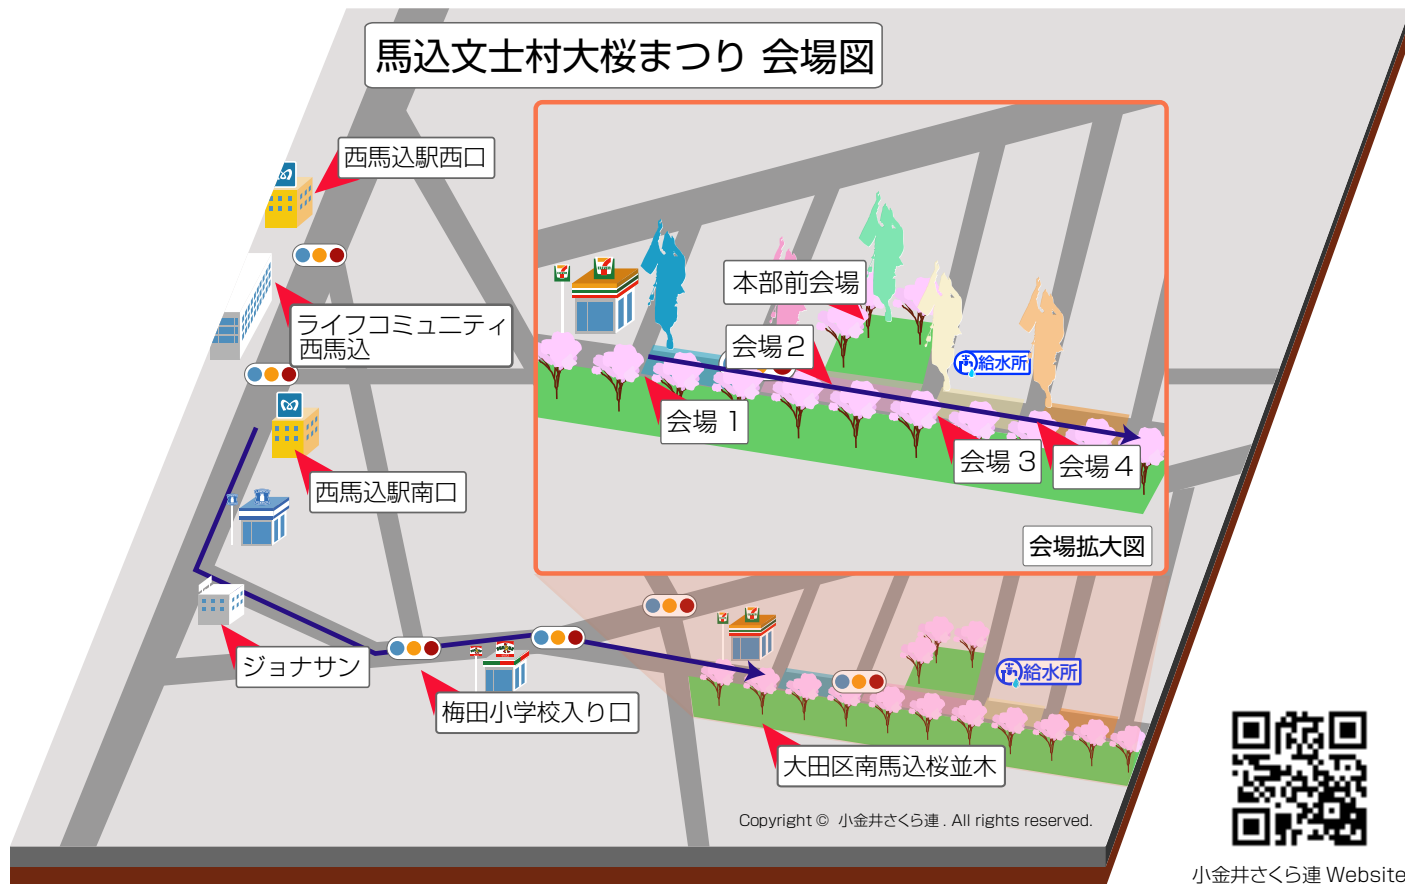 馬込文士村大桜まつり 会場図
西馬込駅西口
ライフコミュニティ
西馬込
本部前会場
会場2
給水所
会場1
会場3
会場4
西馬込駅南口
会場拡大図
ジョナサン
梅田小学校入り口
給水所
大田区南馬込桜並木
Copyright © 小金井さくら連 . All rights reserved.
小金井さくら連 Website